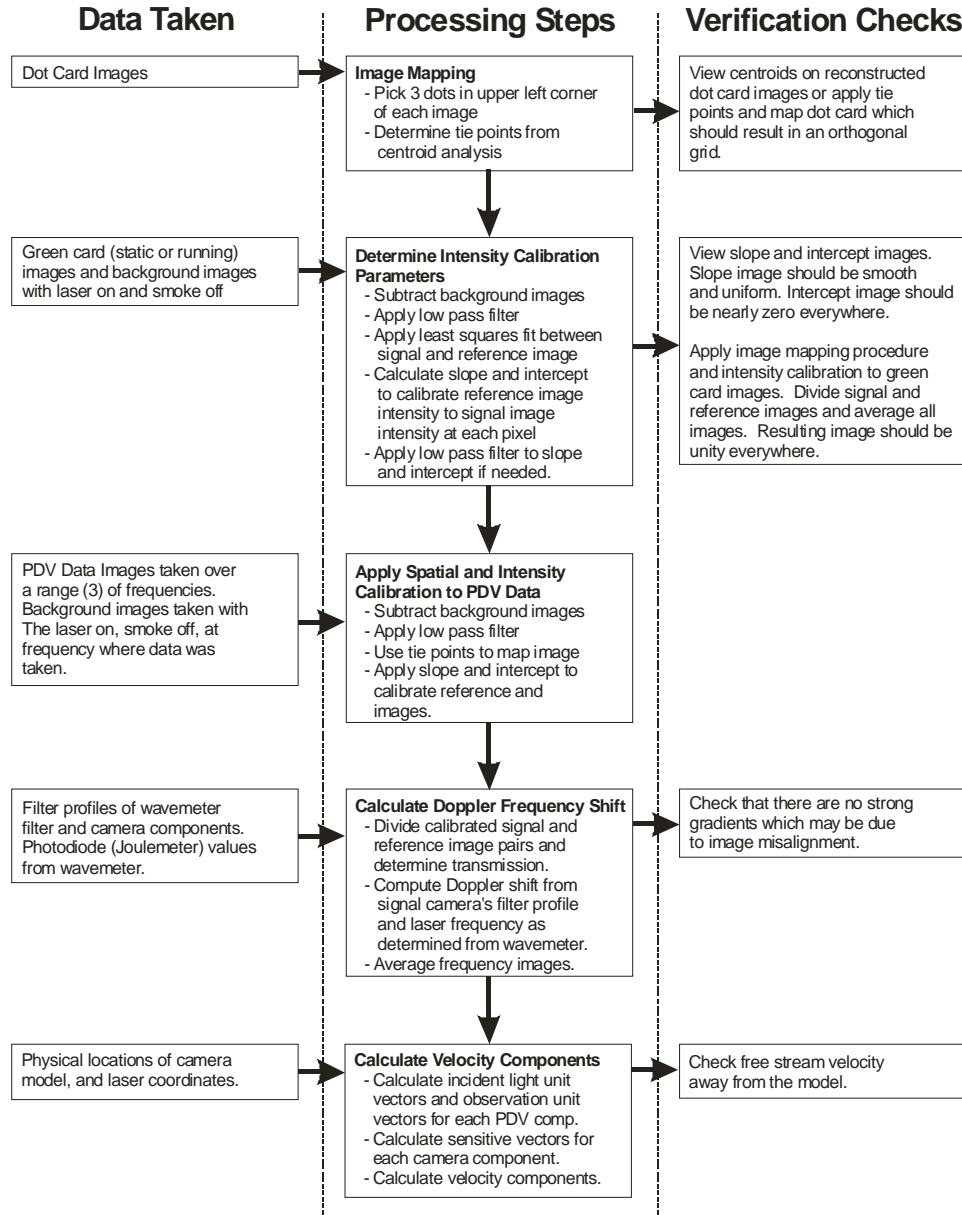 Data Taken
Processing Steps
Verification Checks
Dot Card Images
Image Mapping
- Pick 3 dots in upper left corner
of each image
- Determine tie points from
centroid analysis
View centroids on reconstructed
dot card images or apply tie
points and map dot card which
should result in an orthogonal
grid.
Green card (static or running)
images and background images
with laser on and smoke off
Determine Intensity Calibration
Parameters
- Subtract background images
- Apply low pass filter
- Apply least squares fit between
signal and reference image
- Calculate slope and intercept
to calibrate reference image
intensity to signal image
intensity at each pixel
- Apply low pass filter to slope
and intercept if needed.
View slope and intercept images.
Slope image should be smooth
and uniform. Intercept image should
be nearly zero everywhere.
Apply image mapping procedure
and intensity calibration to green
card images. Divide signal and
reference images and average all
images. Resulting image should be
unity everywhere.
PDV Data Images taken over
a range (3) of frequencies.
Background images taken with
The laser on, smoke off, at
frequency where data was
taken.
Apply Spatial and Intensity
Calibration to PDV Data
- Subtract background images
- Apply low pass filter
- Use tie points to map image
- Apply slope and intercept to
calibrate reference and
images.
Filter profiles of wavemeter
filter and camera components.
Photodiode (Joulemeter) values
from wavemeter.
Calculate Doppler Frequency Shift
- Divide calibrated signal and
reference image pairs and
determine transmission.
- Compute Doppler shift from
signal camera's filter profile
and laser frequency as
determined from wavemeter.
- Average frequency images.
Check that there are no strong
gradients which may be due
to image misalignment.
Physical locations of camera
model, and laser coordinates.
Calculate Velocity Components
- Calculate incident light unit
vectors and observation unit
vectors for each PDV comp.
- Calculate sensitive vectors for
each camera component.
- Calculate velocity components.
Check free stream velocity
away from the model.